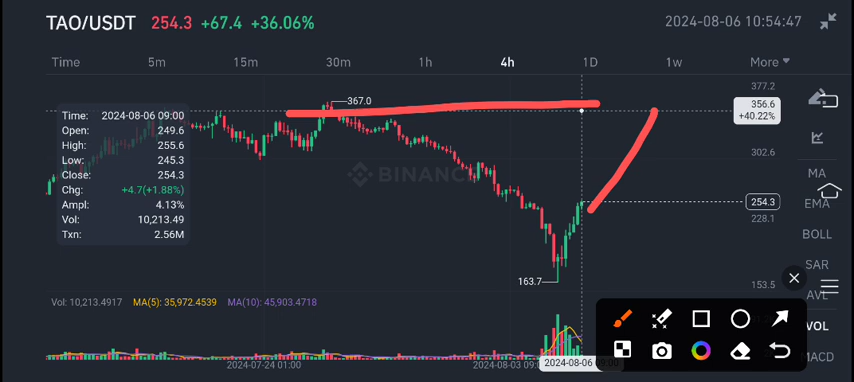 TAO/USDT 254.3 +67.4 +36.06% 2024-08-06 10:54:47
Time 5m 15m 30m 1h 4h 1D 1w More
377.2
367.0
356.6
+40.22%
Time: 2024-08-06 09:00
Open: 249.6
High: 255.6
Low: 245.3
Close: 254.3
Chg: +4.7(+1.88%)
Ampl: 4.13%
Vol: 10,213.49
Txn: 2.56M
302.6
BINANCE
MA
254.3
EMA
228.1
BOLL
SAR
163.7
153.5
AVL
Vol: 10,213.4917 MA(5): 35,972.4539 MA(10): 45,903.4718
VOL
MACD
2024-07-24 01:00
2024-08-03 09:
2024-08-06 09:00